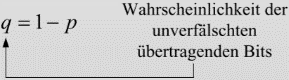 q = 1 − p
Wahrscheinlichkeit der
unverfälschten
übertragenden Bits